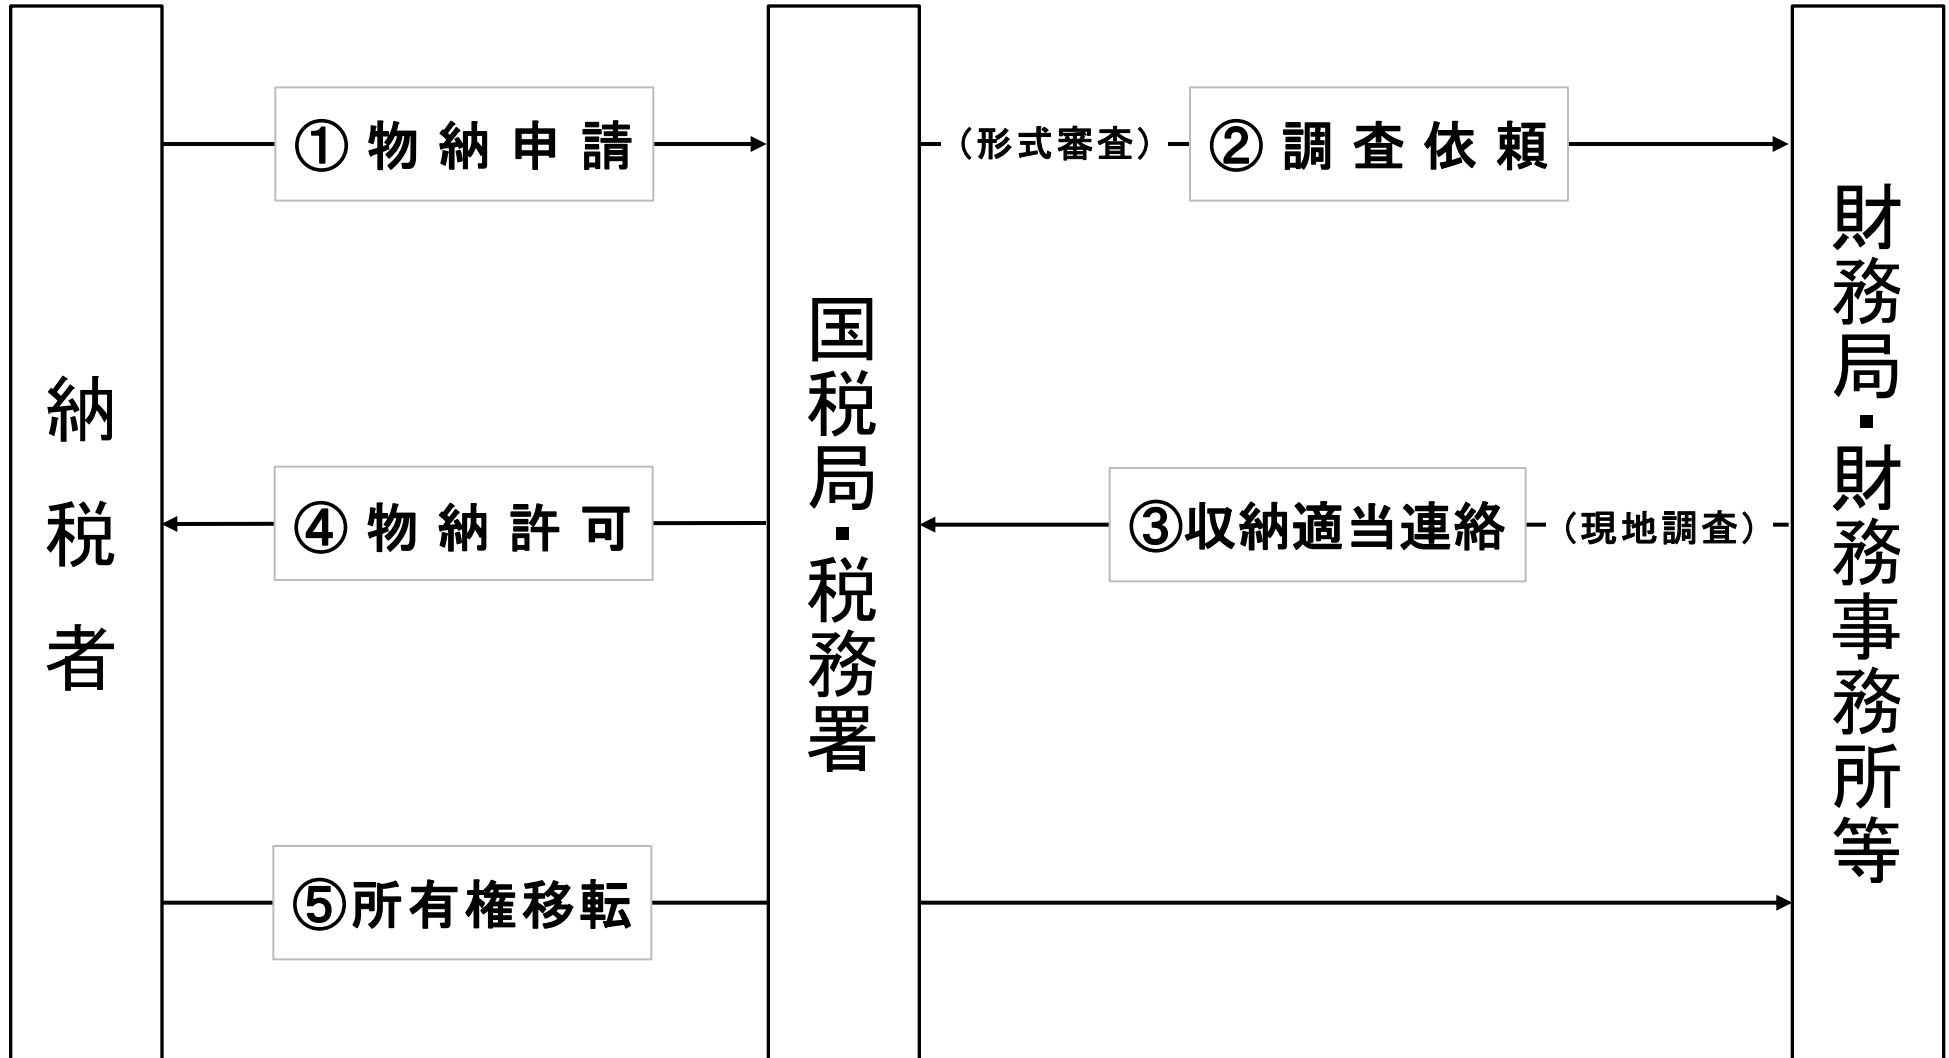 納税者
国税局・税務署
財務局・財務事務所等
①物納申請
(形式審査)
②調査依頼
③収納適当連絡
(現地調査)
④物納許可
⑤所有権移転